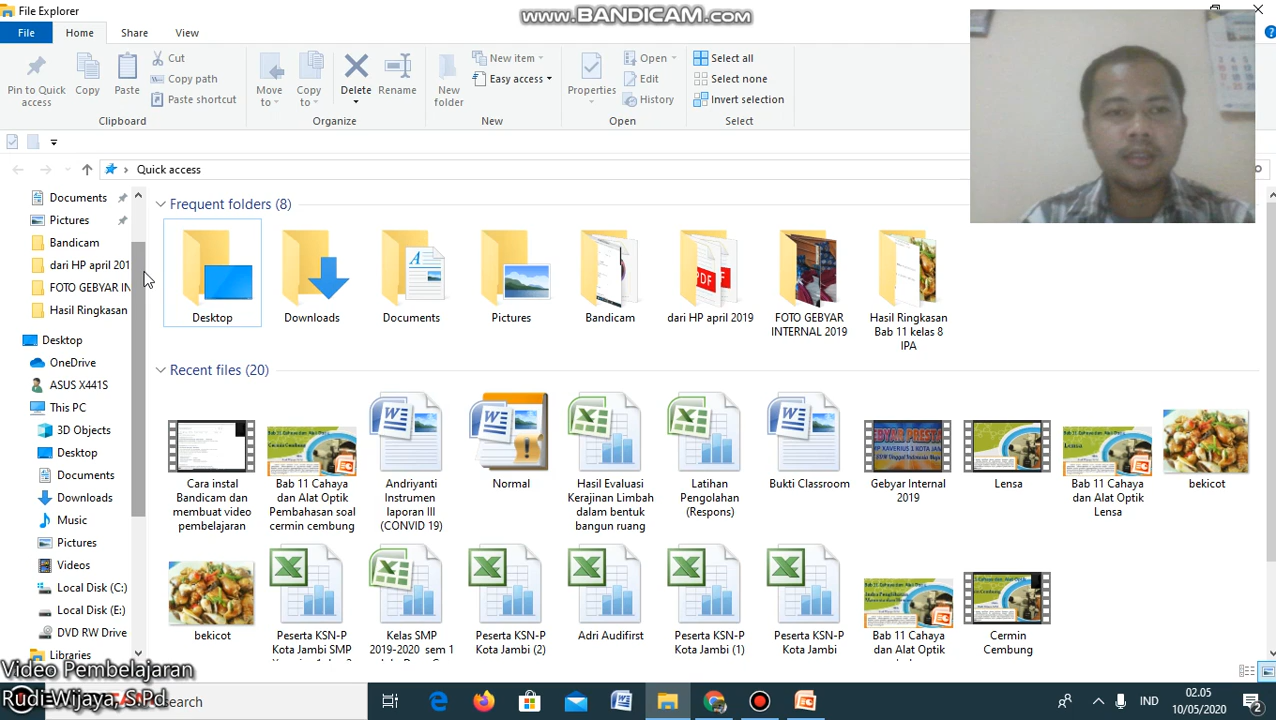 File Explorer
www.BANDICAM.com
File
Home
Share
View
Pin to Quick
access
Copy
Paste
Cut
Copy path
Paste shortcut
Clipboard
Move
to
Copy
to
Delete
Rename
Organize
New
folder
New item
Easy access
New
Properties
Open
Edit
History
Open
Select all
Select none
Invert selection
Select
Quick access
Documents
Pictures
Bandicam
dari HP april 201
FOTO GEBYAR IN
Hasil Ringkasan
Desktop
OneDrive
ASUS X441S
This PC
3D Objects
Desktop
Documents
Downloads
Music
Pictures
Videos
Local Disk (C:)
Local Disk (E:)
DVD RW Drive
Libraries
Frequent folders (8)
Desktop
Downloads
Documents
Pictures
Bandicam
PDF
dari HP april 2019
FOTO GEBYAR
INTERNAL 2019
Hasil Ringkasan
Bab 11 kelas 8
IPA
Recent files (20)
Cara instal
Bandicam dan
membuat video
pembelajaran
Bab 11 Cahaya
dan Alat Optik
Pembahasan soal
cermin cembung
Andriyanti
Instrumen
laporan III
(CONVID 19)
Normal
Hasil Evaluasi
Kerajinan Limbah
dalam bentuk
bangun ruang
Latihan
Pengolahan
(Respons)
Bukti Classroom
Gebyar Internal
2019
Lensa
Bab 11 Cahaya
dan Alat Optik
Lensa
bekicot
bekicot
Peserta KSN-P
Kota Jambi SMP
Kelas SMP
2019-2020 sem 1
Peserta KSN-P
Kota Jambi (2)
Adri Audifirst
Peserta KSN-P
Kota Jambi (1)
Peserta KSN-P
Kota Jambi
Bab 11 Cahaya
dan Alat Optik
Cermin
Cembung
Video Pembelajaran
Rudi Wijaya, S.Pd
search
IND
02.05
10/05/2020
2